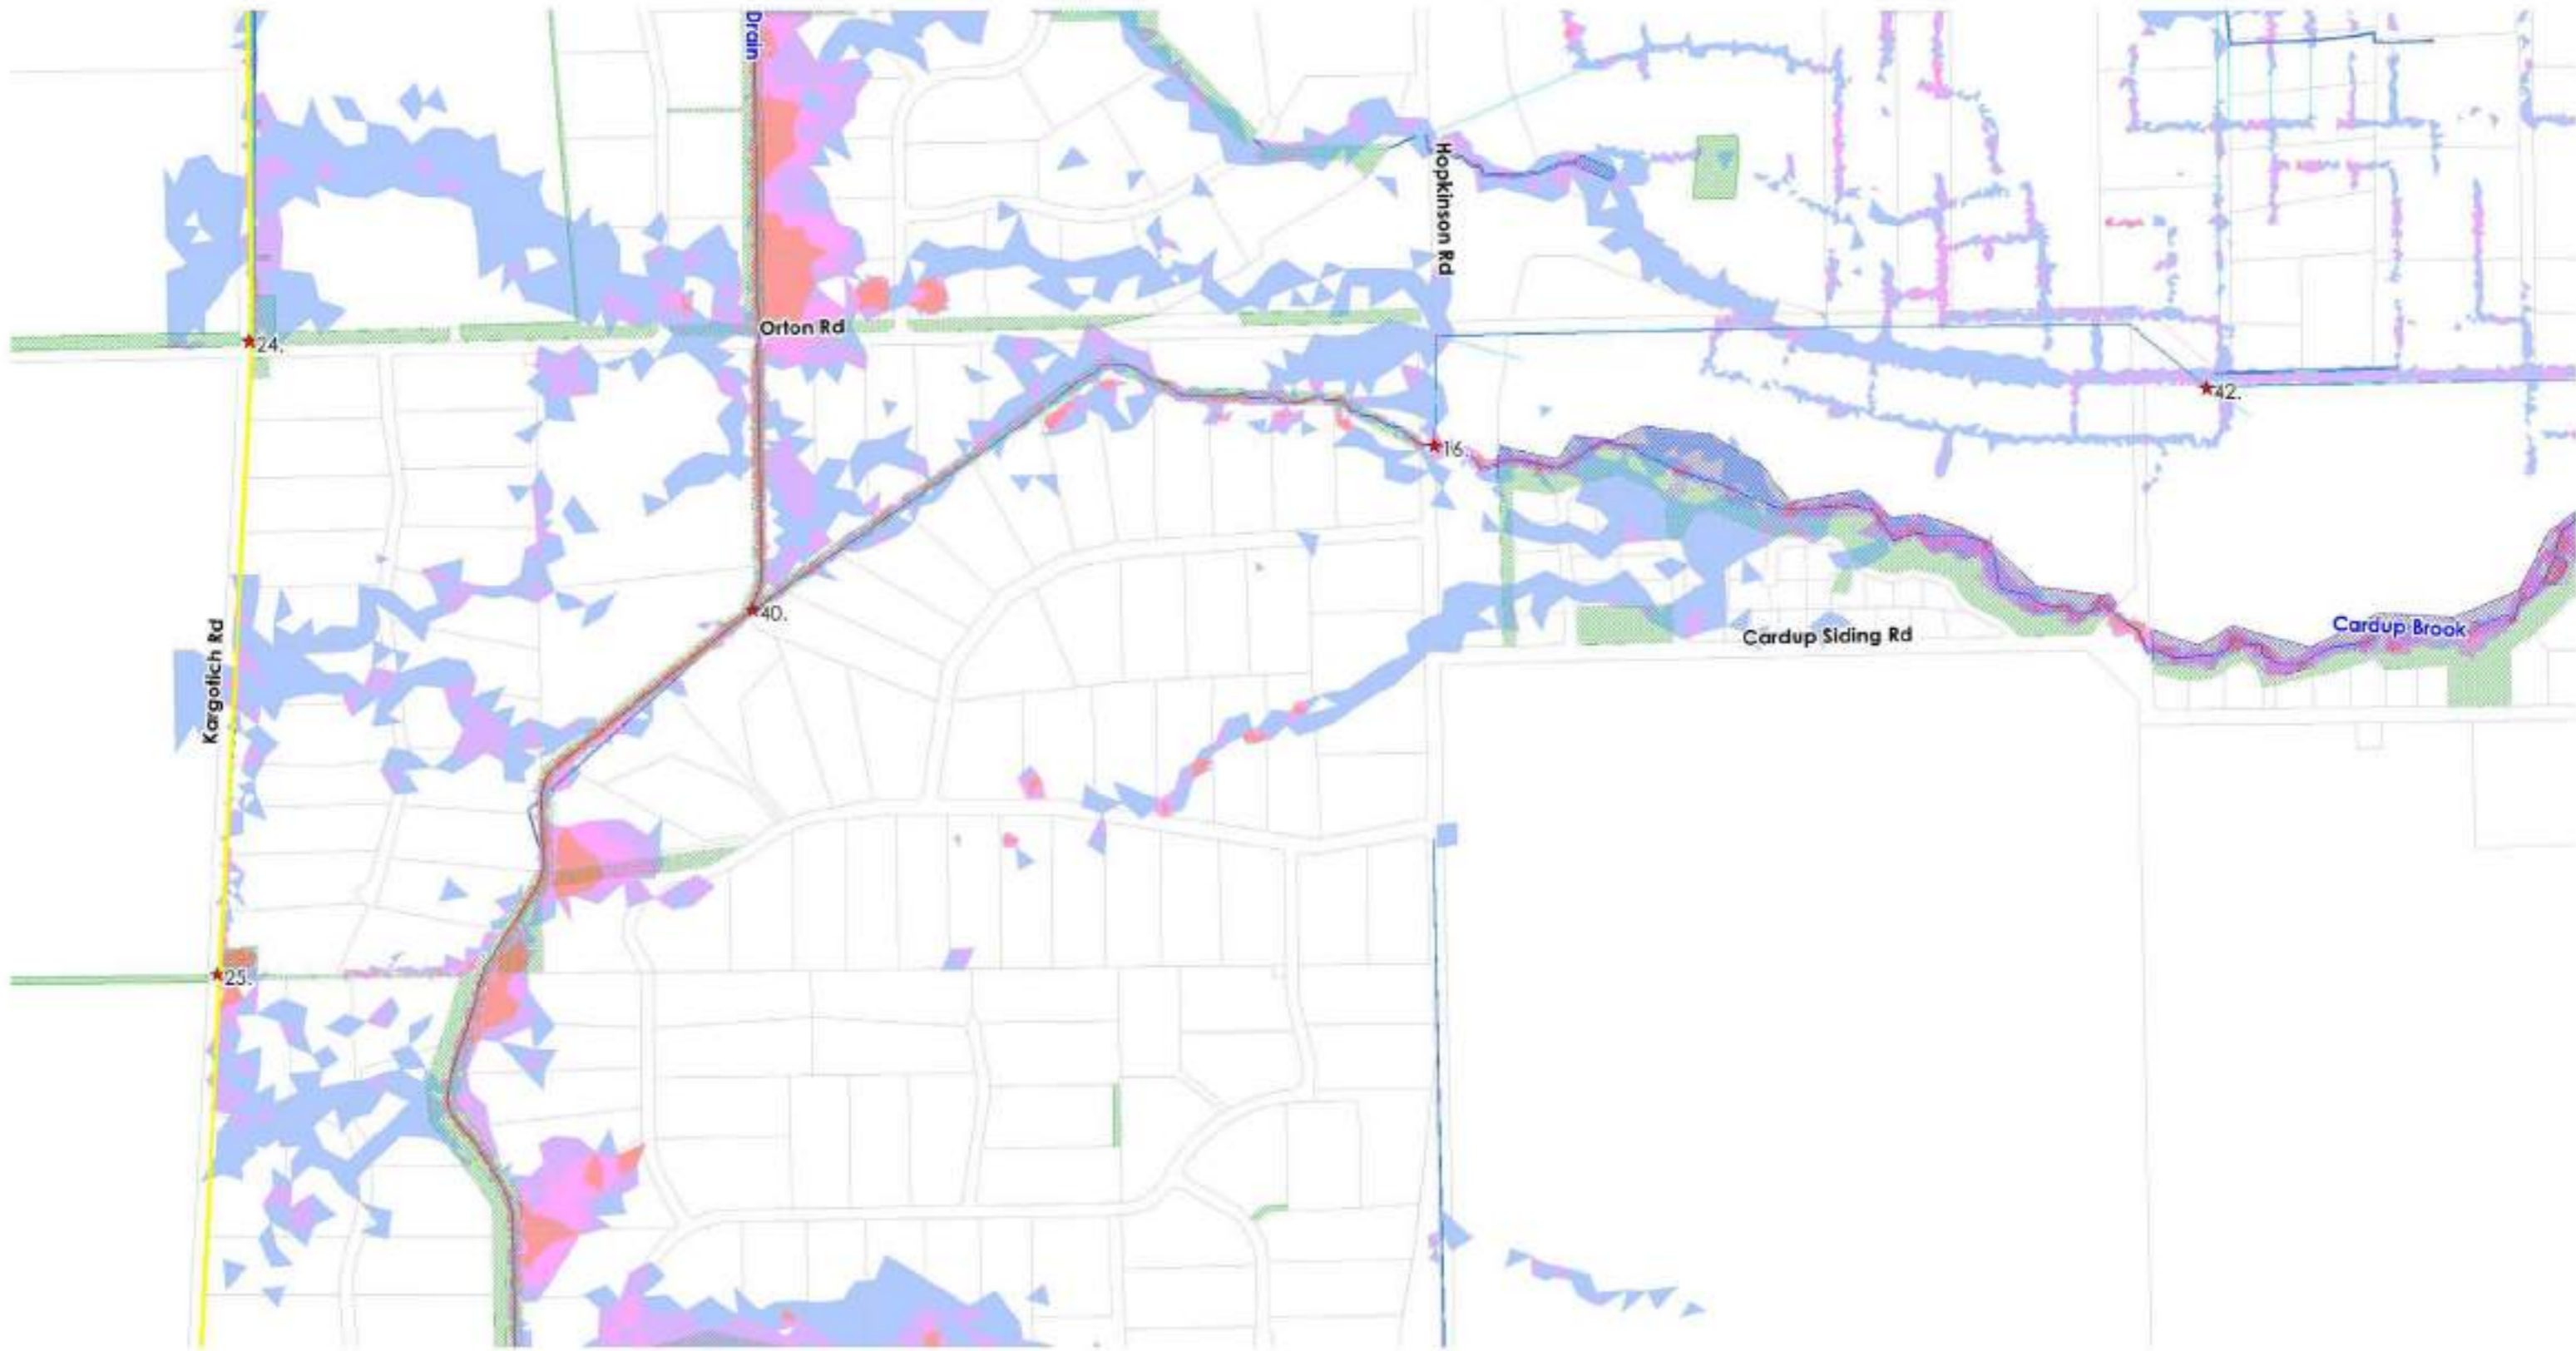 Drain
Hopkinson Rd
Orton Rd
24.
42.
16.
40.
Kargotich Rd
Cardup Siding Rd
Cardup Brook
25.